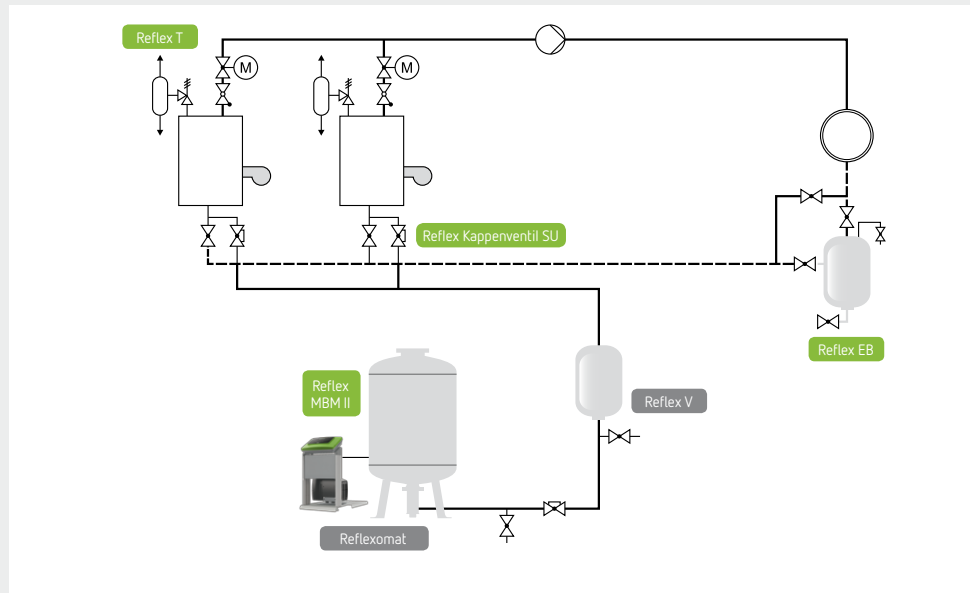 Reflex T
M
M
Reflex Kappenventil SU
Reflex EB
Reflex
MBM II
Reflex V
Reflexomat